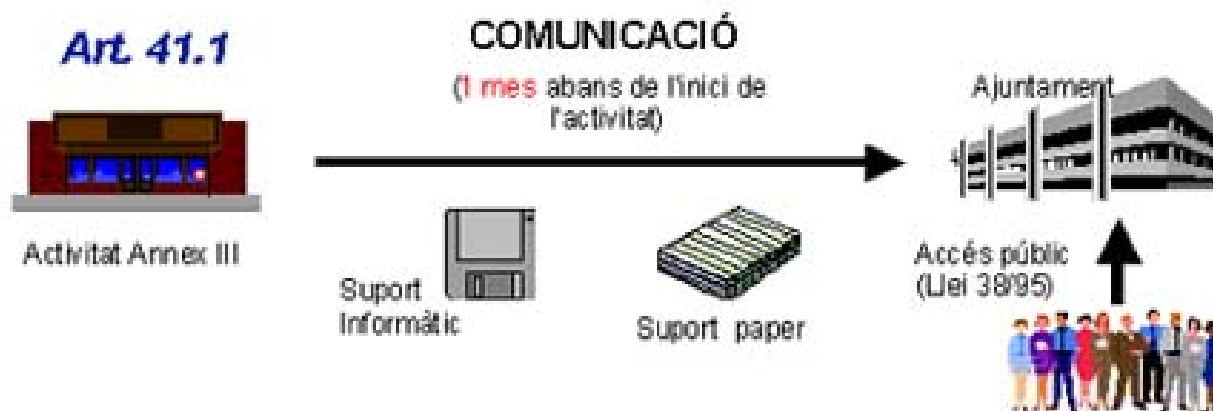 Art. 41.1
COMUNICACIÓ
(1 mes abans de l'inici de
l'activitat)
Ajuntament
Activitat Annex III
Suport
Informàtic
Suport paper
Accés públic
(Llei 38/95)